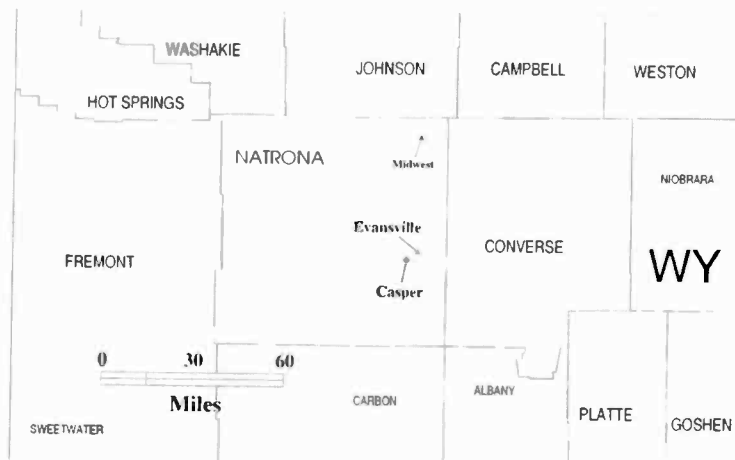 WASHAKIE
JOHNSON
CAMPBELL
WESTON
HOT SPRINGS
NATRONA
Midwest
NIOBRARA
Evansville
CONVERSE
FREMONT
WY
Casper
0 30 60
Miles
CARBON
ALBANY
PLATTE
GOSHEN
SWEETWATER